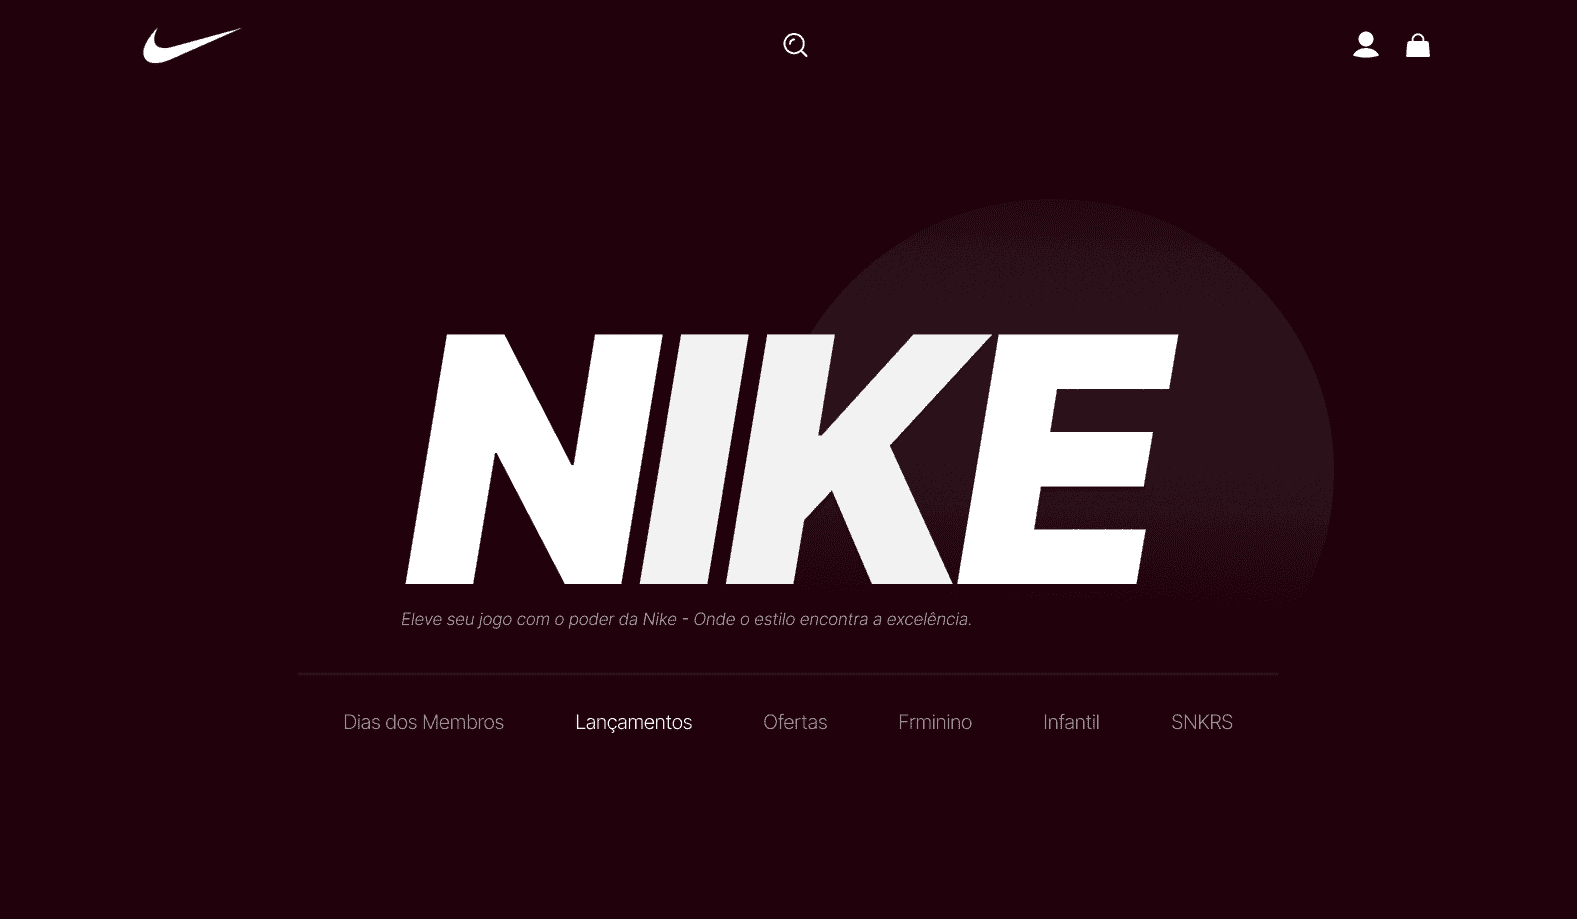 NIKE
Eleve seu jogo com o poder da Nike - Onde o estilo encontra a excelência.
Dias dos Membros Lançamentos Ofertas Frminino Infantil SNKRS